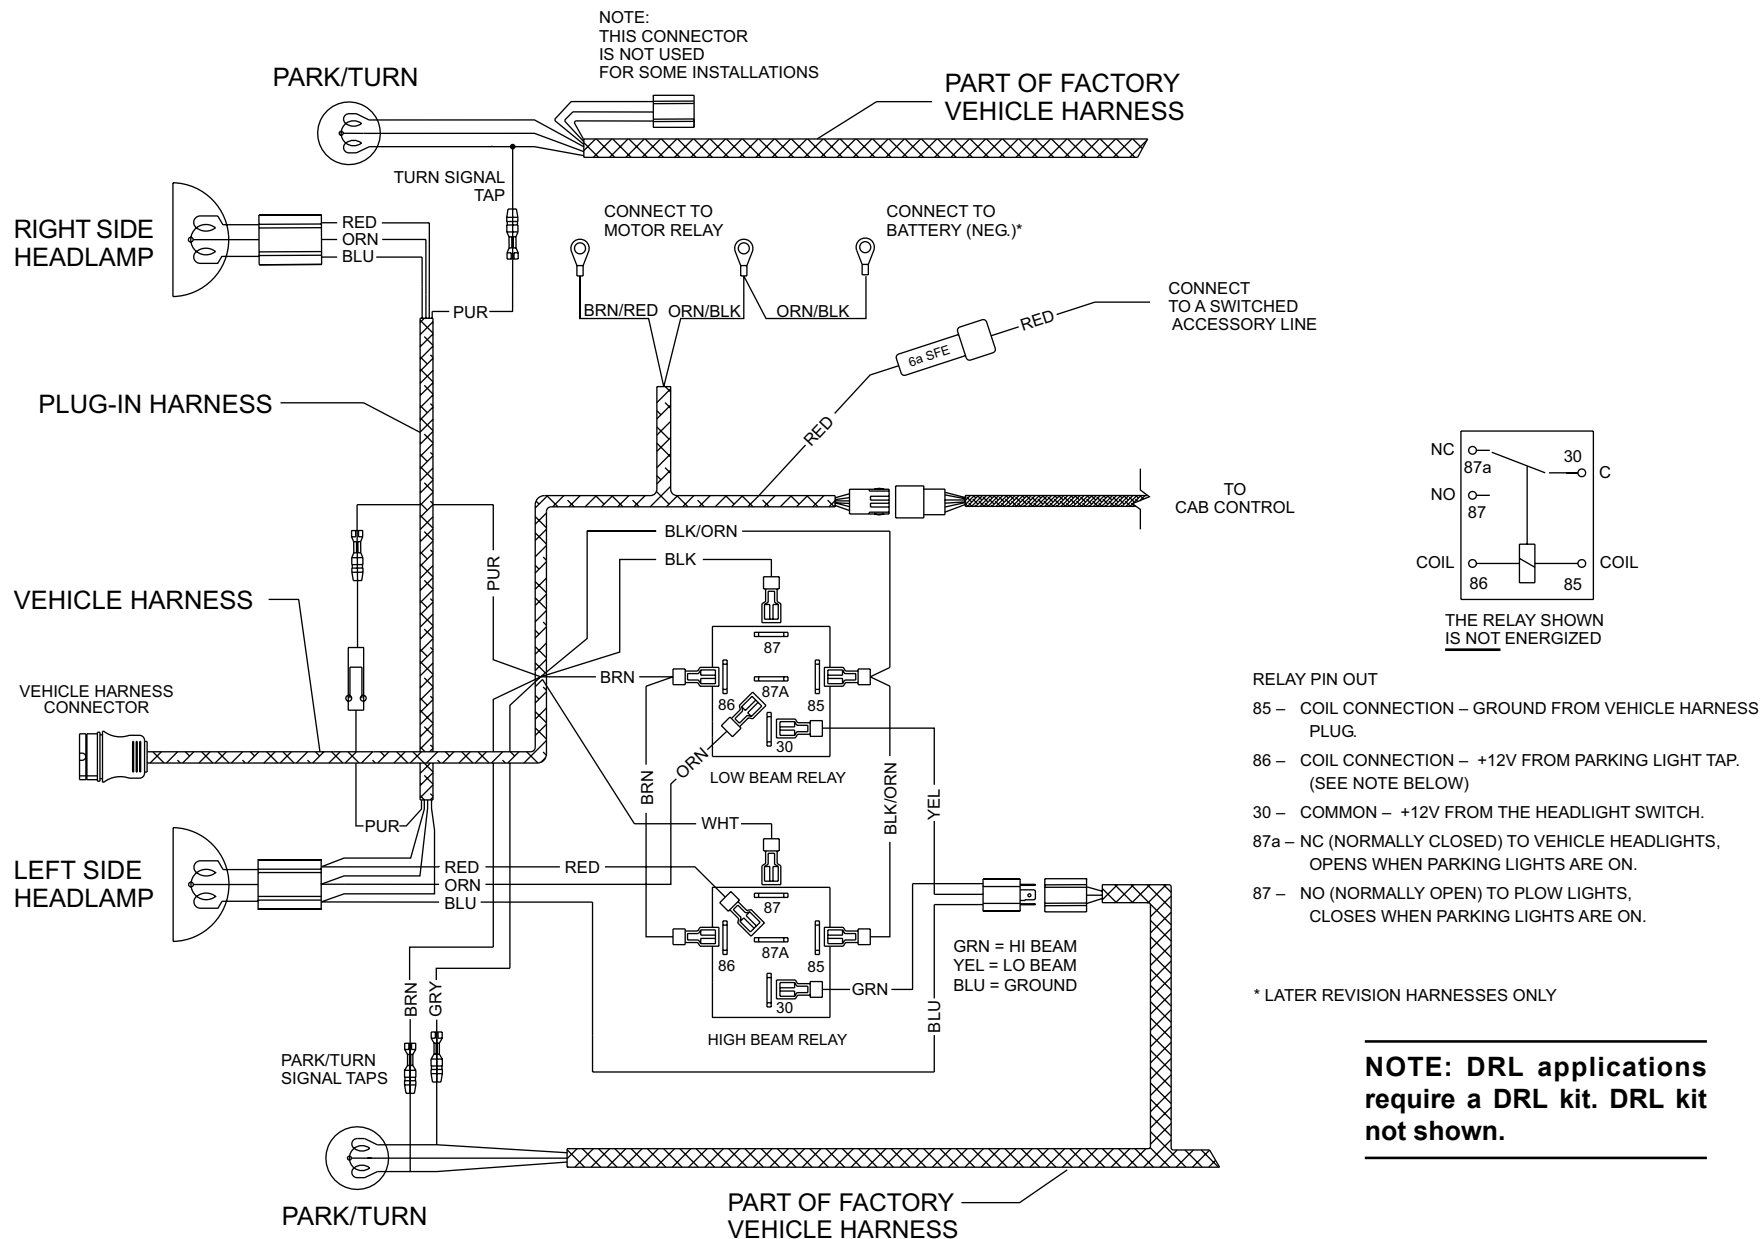 NOTE:
THIS CONNECTOR
IS NOT USED
FOR SOME INSTALLATIONS
PARK/TURN
PART OF FACTORY
VEHICLE HARNESS
TURN SIGNAL
TAP
RIGHT SIDE
HEADLAMP
RED
ORN
BLU
PUR
CONNECT TO
MOTOR RELAY
CONNECT TO
BATTERY (NEG.)*
BRN/RED
ORN/BLK
ORN/BLK
CONNECT
TO A SWITCHED
ACCESSORY LINE
RED
6a SFE
RED
PLUG-IN HARNESS
TO
CAB CONTROL
NC
87a
30
C
NO
87
COIL
COIL
86
85
THE RELAY SHOWN
IS NOT ENERGIZED
BLK/ORN
BLK
PUR
VEHICLE HARNESS
VEHICLE HARNESS
CONNECTOR
BRN
87
87A
86
85
30
LOW BEAM RELAY
BRN
ORN
BLK/ORN
YEL
WHT
PUR
LEFT SIDE
HEADLAMP
RED
RED
ORN
BLU
87
87A
86
85
30
HIGH BEAM RELAY
GRN
BLU
GRN = HI BEAM
YEL = LO BEAM
BLU = GROUND
BRN
GRY
PARK/TURN
SIGNAL TAPS
PARK/TURN
PART OF FACTORY
VEHICLE HARNESS
RELAY PIN OUT
85 – COIL CONNECTION – GROUND FROM VEHICLE HARNESS
PLUG.
86 – COIL CONNECTION – +12V FROM PARKING LIGHT TAP.
(SEE NOTE BELOW)
30 – COMMON – +12V FROM THE HEADLIGHT SWITCH.
87a – NC (NORMALLY CLOSED) TO VEHICLE HEADLIGHTS,
OPENS WHEN PARKING LIGHTS ARE ON.
87 – NO (NORMALLY OPEN) TO PLOW LIGHTS,
CLOSES WHEN PARKING LIGHTS ARE ON.
* LATER REVISION HARNESSES ONLY
NOTE: DRL applications
require a DRL kit. DRL kit
not shown.